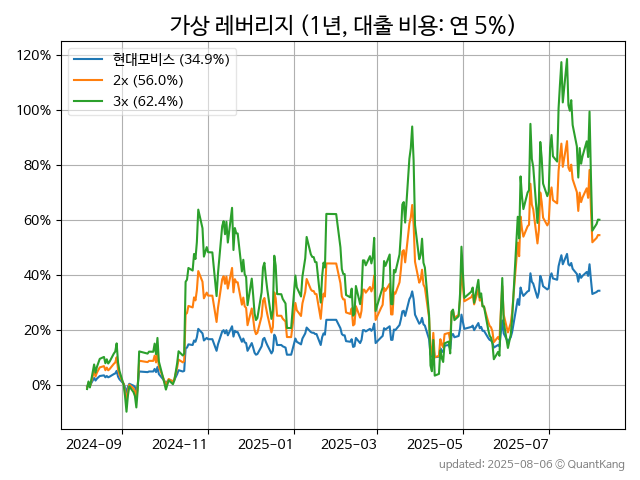 가상 레버리지 (1년, 대출 비용: 연 5%)
현대모비스 (34.9%)
2x (56.0%)
3x (62.4%)
120%
100%
80%
60%
40%
20%
0%
2024-09
2024-11
2025-01
2025-03
2025-05
2025-07
updated: 2025-08-06 © QuantKang